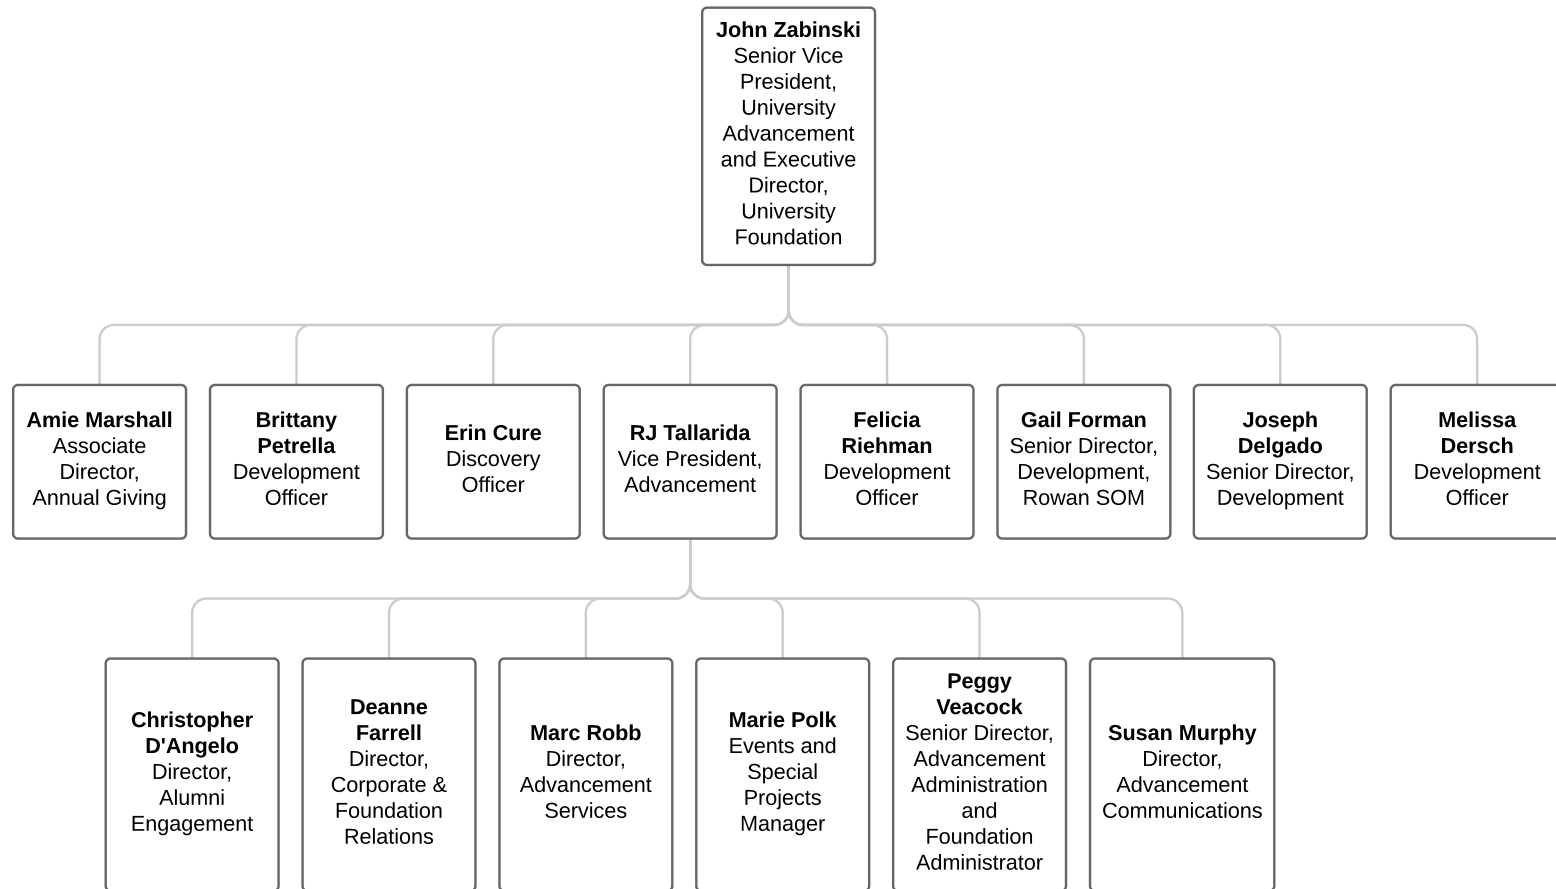 John Zabinski
Senior Vice
President,
University
Advancement
and Executive
Director,
University
Foundation
Amie Marshall
Associate
Director,
Annual Giving
Brittany
Petrella
Development
Officer
Erin Cure
Discovery
Officer
RJ Tallarida
Vice President,
Advancement
Felicia
Riehman
Development
Officer
Gail Forman
Senior Director,
Development,
Rowan SOM
Joseph
Delgado
Senior Director,
Development
Melissa
Dersch
Development
Officer
Christopher
D'Angelo
Director,
Alumni
Engagement
Deanne
Farrell
Director,
Corporate &
Foundation
Relations
Marc Robb
Director,
Advancement
Services
Marie Polk
Events and
Special
Projects
Manager
Peggy
Veacock
Senior Director,
Advancement
Administration
and
Foundation
Administrator
Susan Murphy
Director,
Advancement
Communications